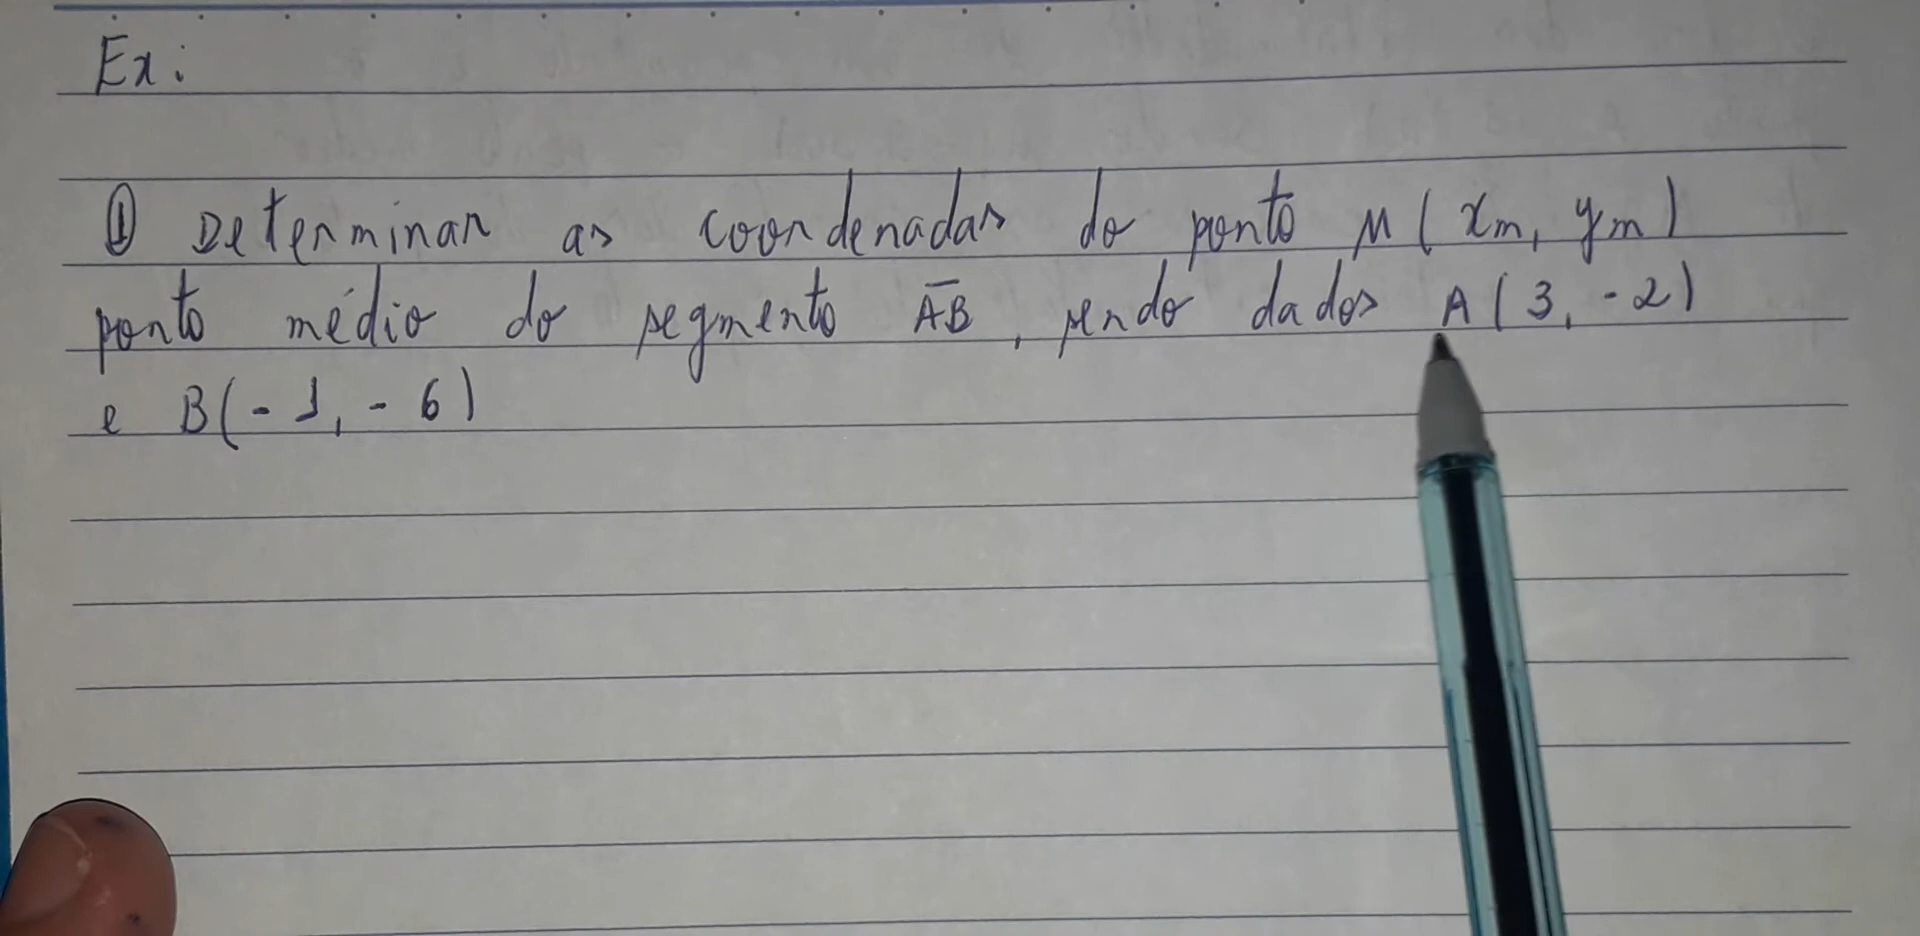 Ex:
① Determinar as coordenadas do ponto M(xm, ym)
ponto médio do segmento A̅B̅, sendo dados A(3, -2)
e B(-1, -6)